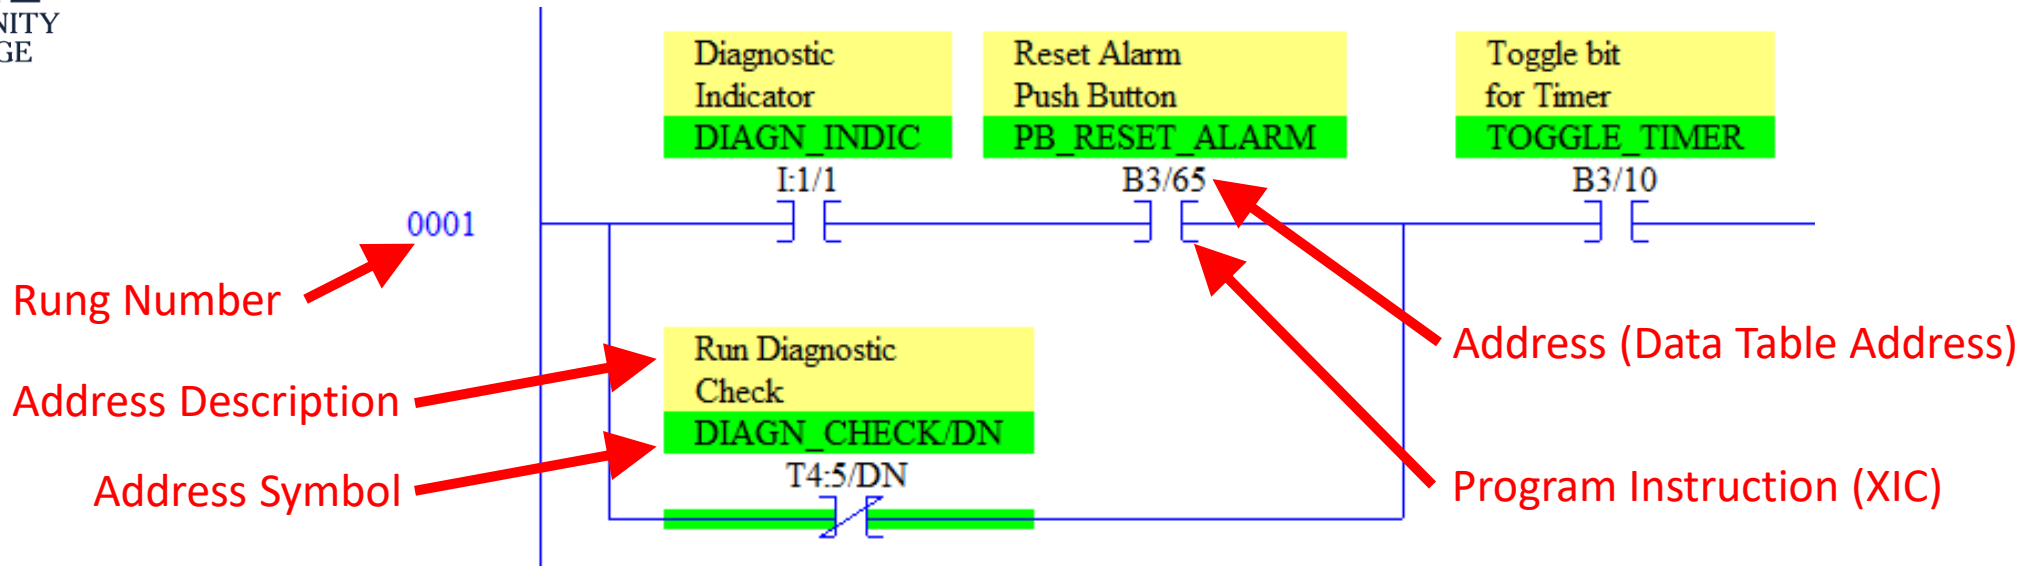 NITY
GE
Diagnostic
Indicator
DIAGN_INDIC
I:1/1
Reset Alarm
Push Button
PB_RESET_ALARM
B3/65
Toggle bit
for Timer
TOGGLE_TIMER
B3/10
0001
Rung Number
Run Diagnostic
Check
DIAGN_CHECK/DN
T4:5/DN
Address Description
Address Symbol
Address (Data Table Address)
Program Instruction (XIC)